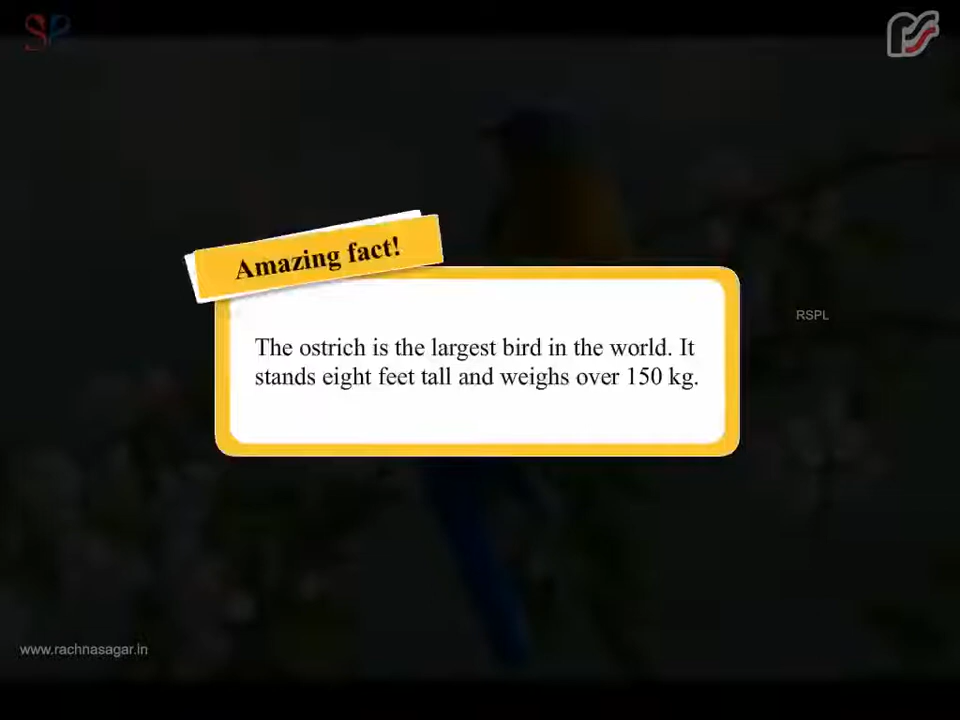 SP
Amazing fact!
RSPL
The ostrich is the largest bird in the world. It
stands eight feet tall and weighs over 150 kg.
www.rachnasagar.in